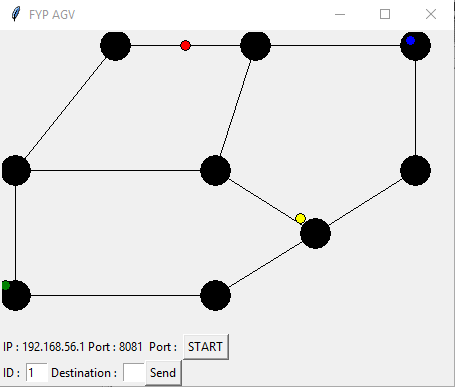 FYP AGV
IP : 192.168.56.1 Port : 8081 Port : START
ID : 1 Destination : Send